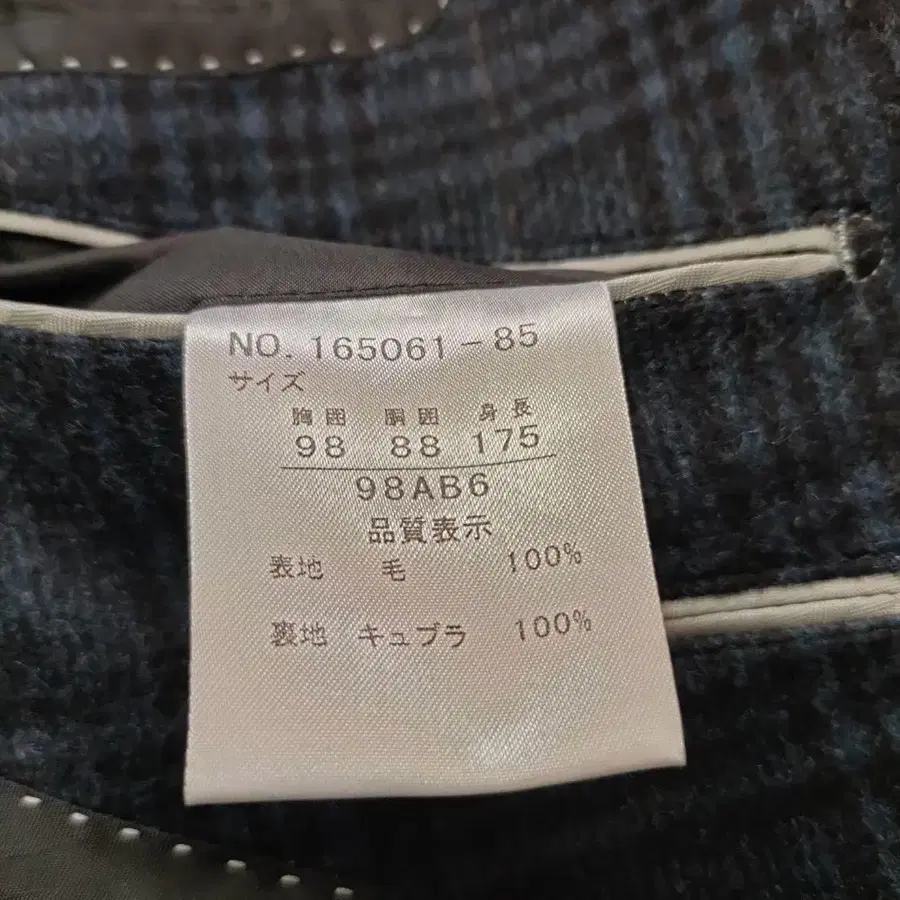 NO. 165061-85
サイズ
胸囲 胴囲 身長
98 88 175
98AB6
品質表示
表地 毛 100%
裏地 キュプラ 100%